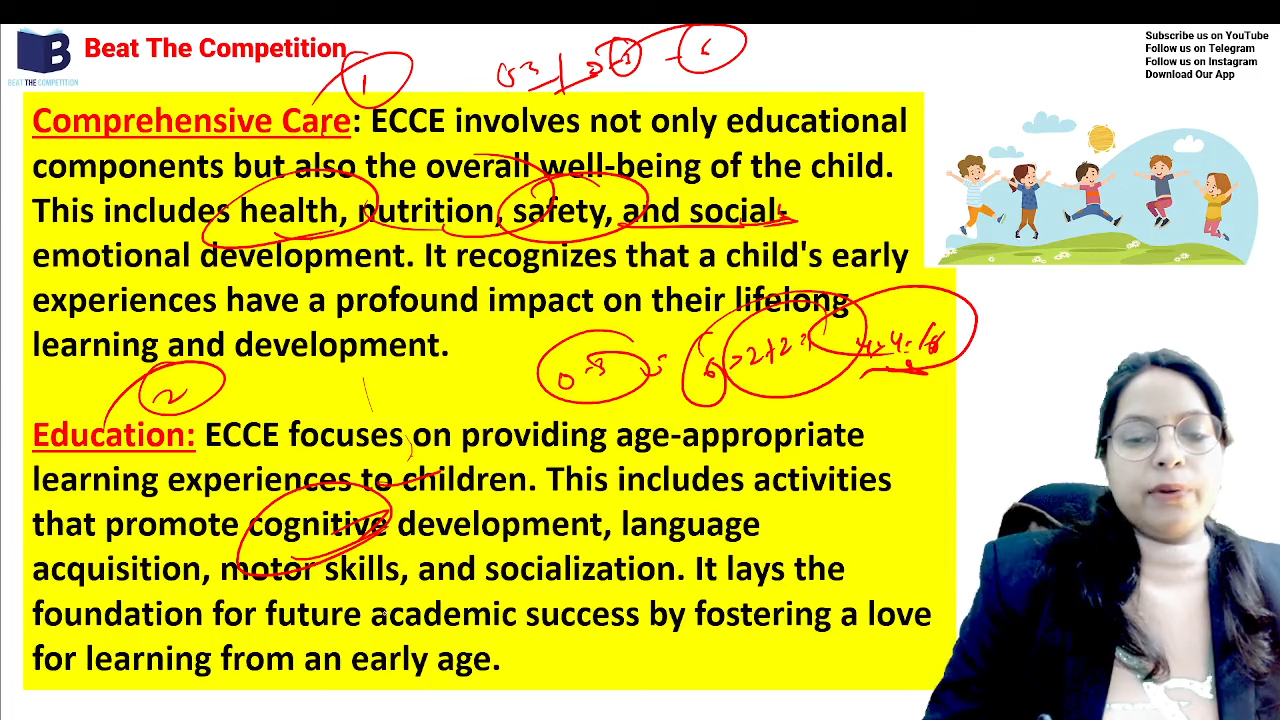 Beat The Competition
BEAT THE COMPETITION
Subscribe us on YouTube
Follow us on Telegram
Follow us on Instagram
Download Our App
1
6
Comprehensive Care: ECCE involves not only educational
components but also the overall well-being of the child.
This includes health, nutrition, safety, and social-
emotional development. It recognizes that a child's early
experiences have a profound impact on their lifelong
learning and development.
2
Education: ECCE focuses on providing age-appropriate
learning experiences to children. This includes activities
that promote cognitive development, language
acquisition, motor skills, and socialization. It lays the
foundation for future academic success by fostering a love
for learning from an early age.